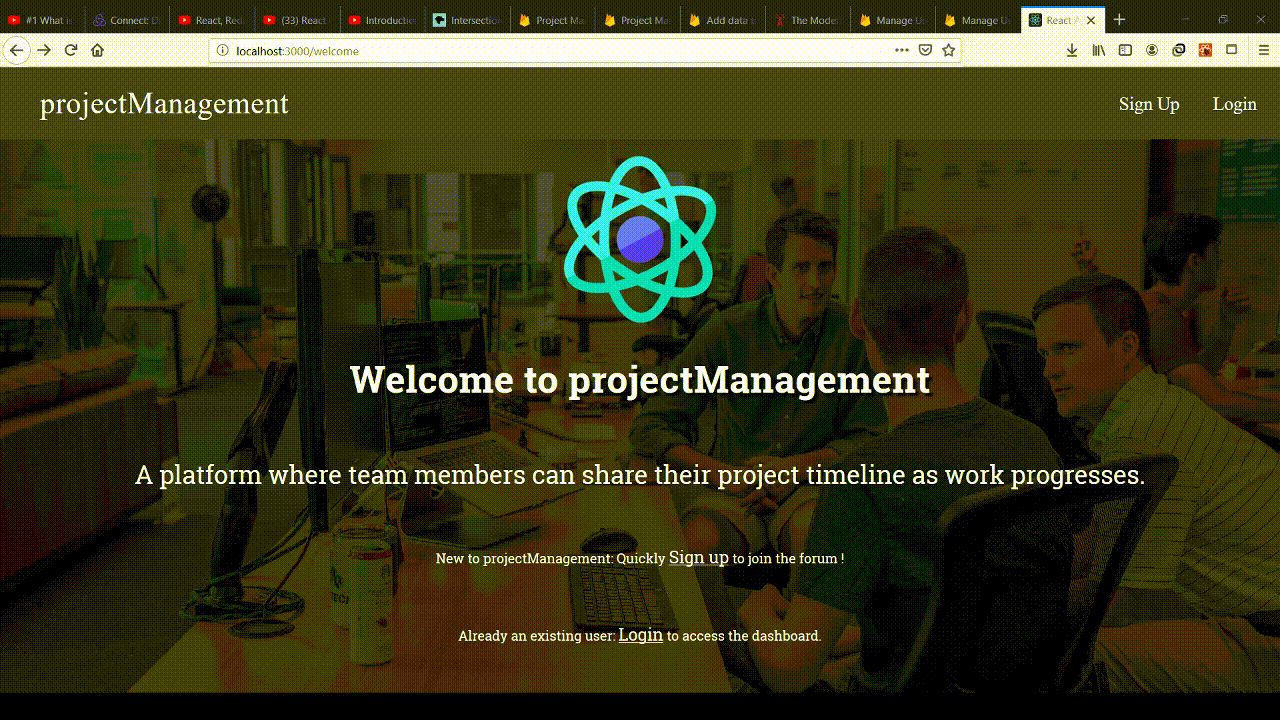 #1 What is
Connect: D
React, Red
(33) React
Introductio
Intersection
Project Ma
Project Ma
Add data t
The Mode
Manage U
Manage U
React A
localhost:3000/welcome
projectManagement
Sign Up Login
Welcome to projectManagement
A platform where team members can share their project timeline as work progresses.
New to projectManagement: Quickly Sign up to join the forum !
Already an existing user: Login to access the dashboard.